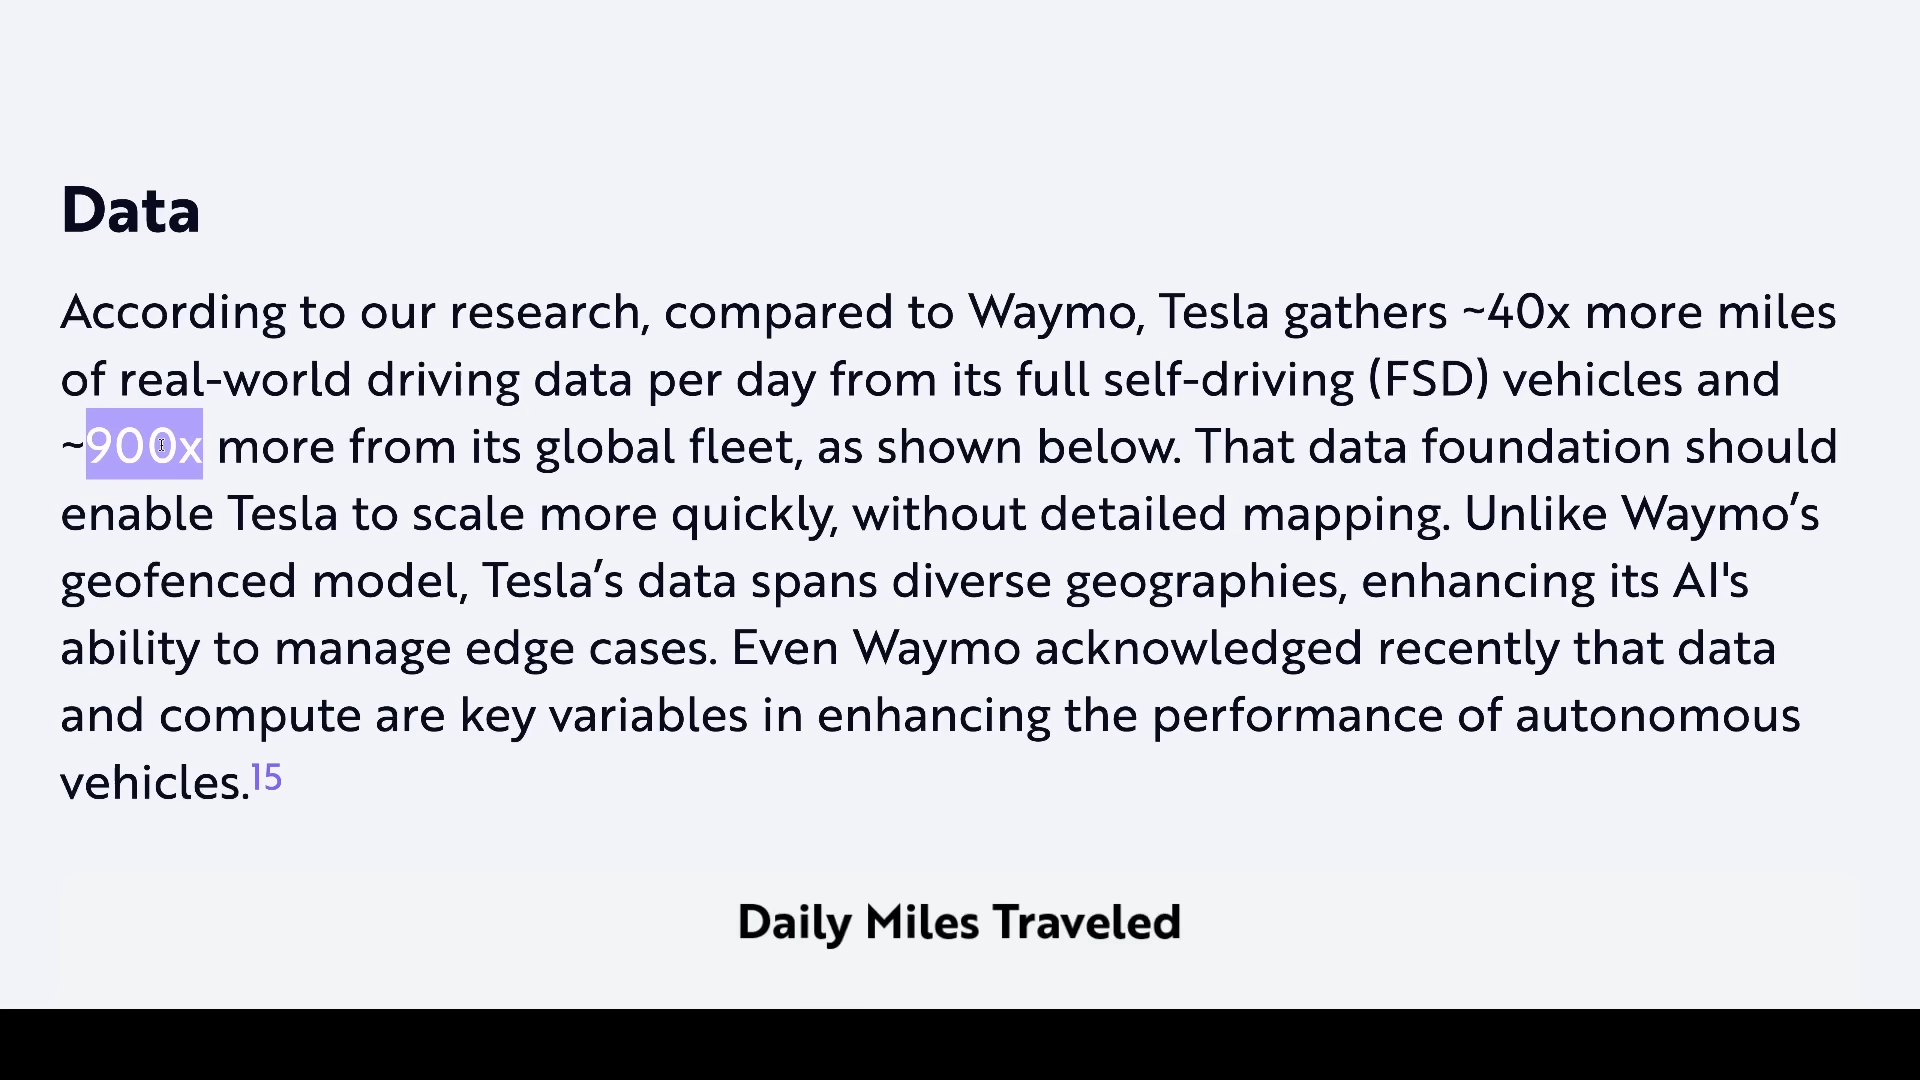 Data
According to our research, compared to Waymo, Tesla gathers ~40x more miles
of real-world driving data per day from its full self-driving (FSD) vehicles and
~900x more from its global fleet, as shown below. That data foundation should
enable Tesla to scale more quickly, without detailed mapping. Unlike Waymo’s
geofenced model, Tesla’s data spans diverse geographies, enhancing its AI's
ability to manage edge cases. Even Waymo acknowledged recently that data
and compute are key variables in enhancing the performance of autonomous
vehicles.15
Daily Miles Traveled